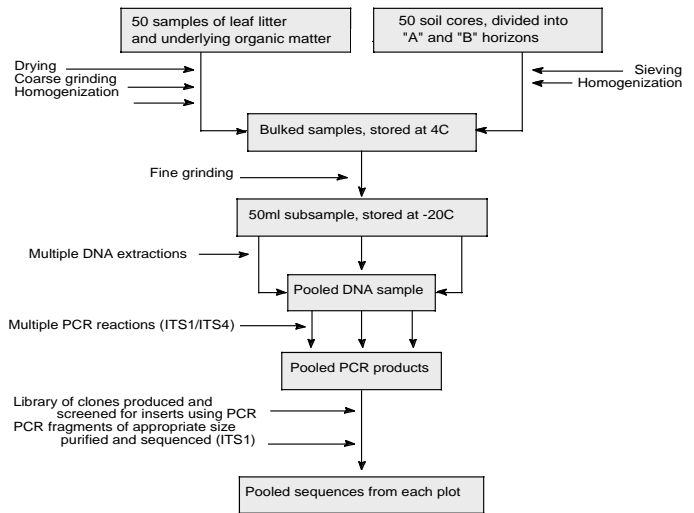 50 samples of leaf litter
and underlying organic matter
50 soil cores, divided into
"A" and "B" horizons
Drying
Coarse grinding
Homogenization
Sieving
Homogenization
Bulked samples, stored at 4C
Fine grinding
50ml subsample, stored at -20C
Multiple DNA extractions
Pooled DNA sample
Multiple PCR reactions (ITS1/ITS4)
Pooled PCR products
Library of clones produced and
screened for inserts using PCR
PCR fragments of appropriate size
purified and sequenced (ITS1)
Pooled sequences from each plot